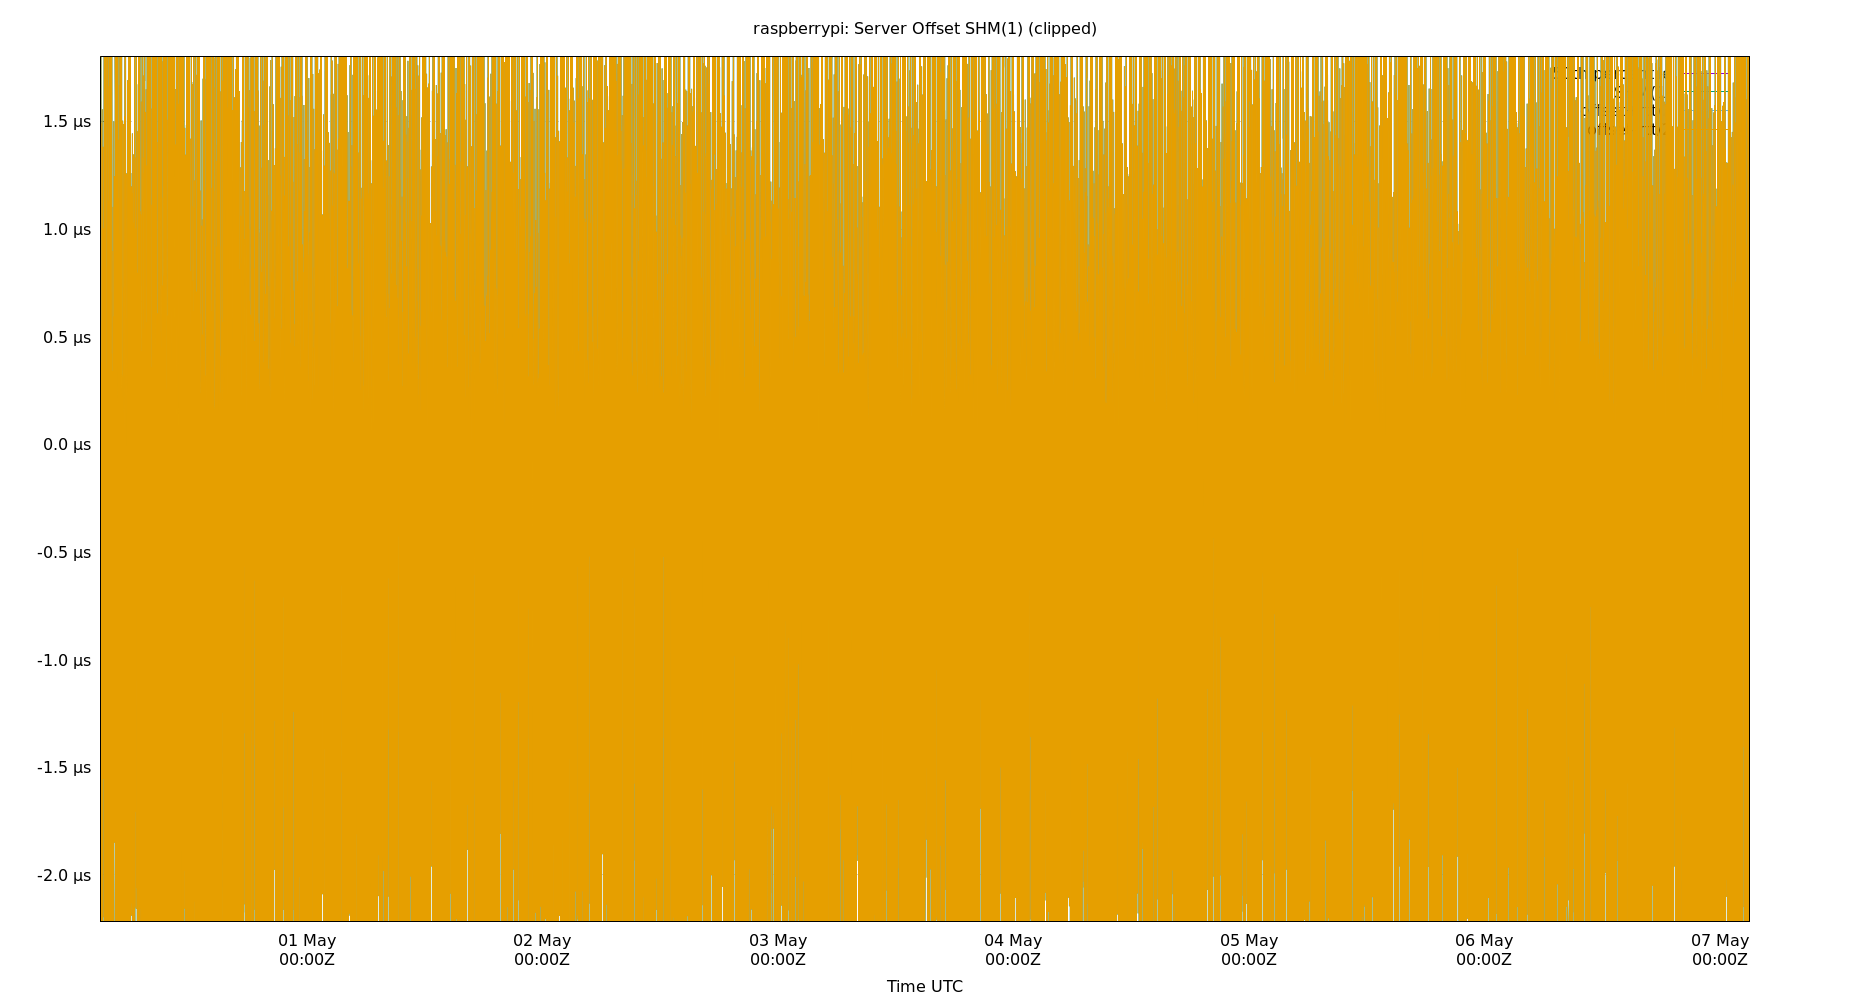 raspberrypi: Server Offset SHM(1) (clipped)
1.5 µs
1.0 µs
0.5 µs
0.0 µs
-0.5 µs
-1.0 µs
-1.5 µs
-2.0 µs
01 May 02 May 03 May 04 May 05 May 06 May 07 May
00:00Z 00:00Z 00:00Z 00:00Z 00:00Z 00:00Z 00:00Z
Time UTC